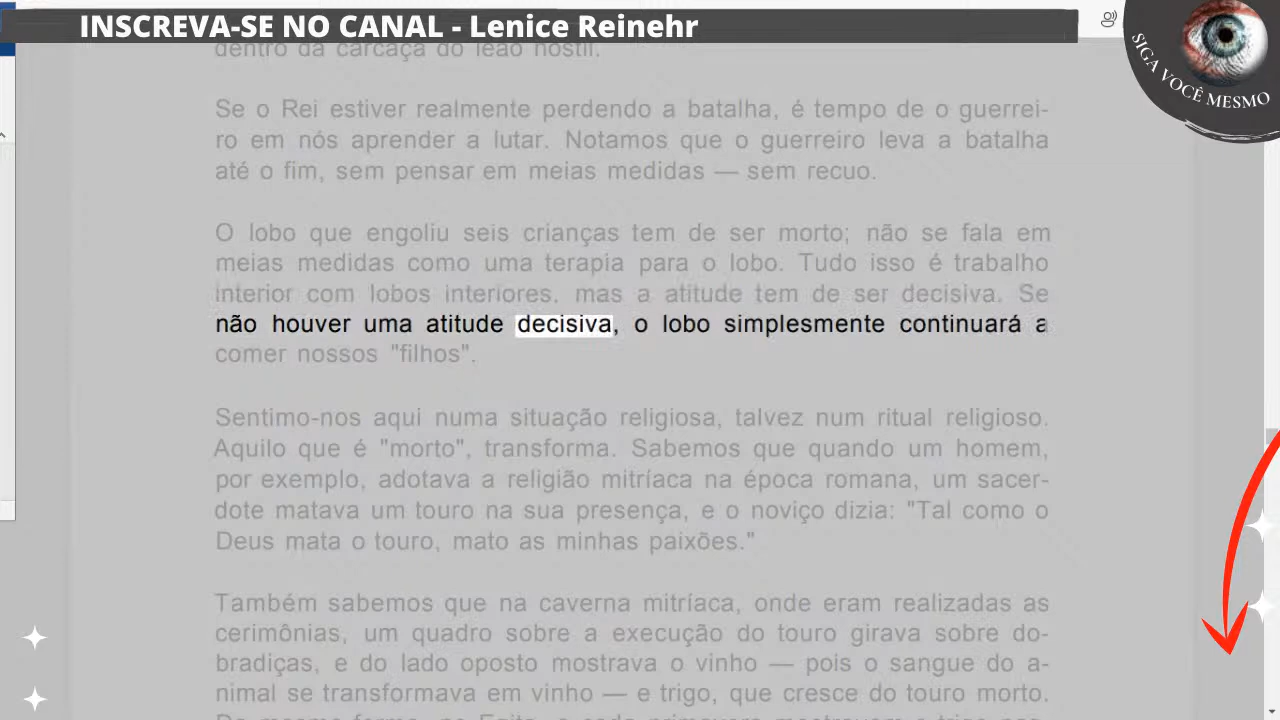 INSCREVA-SE NO CANAL - Lenice Reinehr
SIGA VOCÊ MESMO
dentro da carcaça do leão hostil.
Se o Rei estiver realmente perdendo a batalha, é tempo de o guerrei-
ro em nós aprender a lutar. Notamos que o guerreiro leva a batalha
até o fim, sem pensar em meias medidas — sem recuo.
O lobo que engoliu seis crianças tem de ser morto; não se fala em
meias medidas como uma terapia para o lobo. Tudo isso é trabalho
interior com lobos interiores, mas a atitude tem de ser decisiva. Se
não houver uma atitude decisiva, o lobo simplesmente continuará a
comer nossos "filhos".
Sentimo-nos aqui numa situação religiosa, talvez num ritual religioso.
Aquilo que é "morto", transforma. Sabemos que quando um homem,
por exemplo, adotava a religião mitríaca na época romana, um sacer-
dote matava um touro na sua presença, e o noviço dizia: "Tal como o
Deus mata o touro, mato as minhas paixões."
Também sabemos que na caverna mitríaca, onde eram realizadas as
cerimônias, um quadro sobre a execução do touro girava sobre do-
bradiças, e do lado oposto mostrava o vinho — pois o sangue do a-
nimal se transformava em vinho — e trigo, que cresce do touro morto.